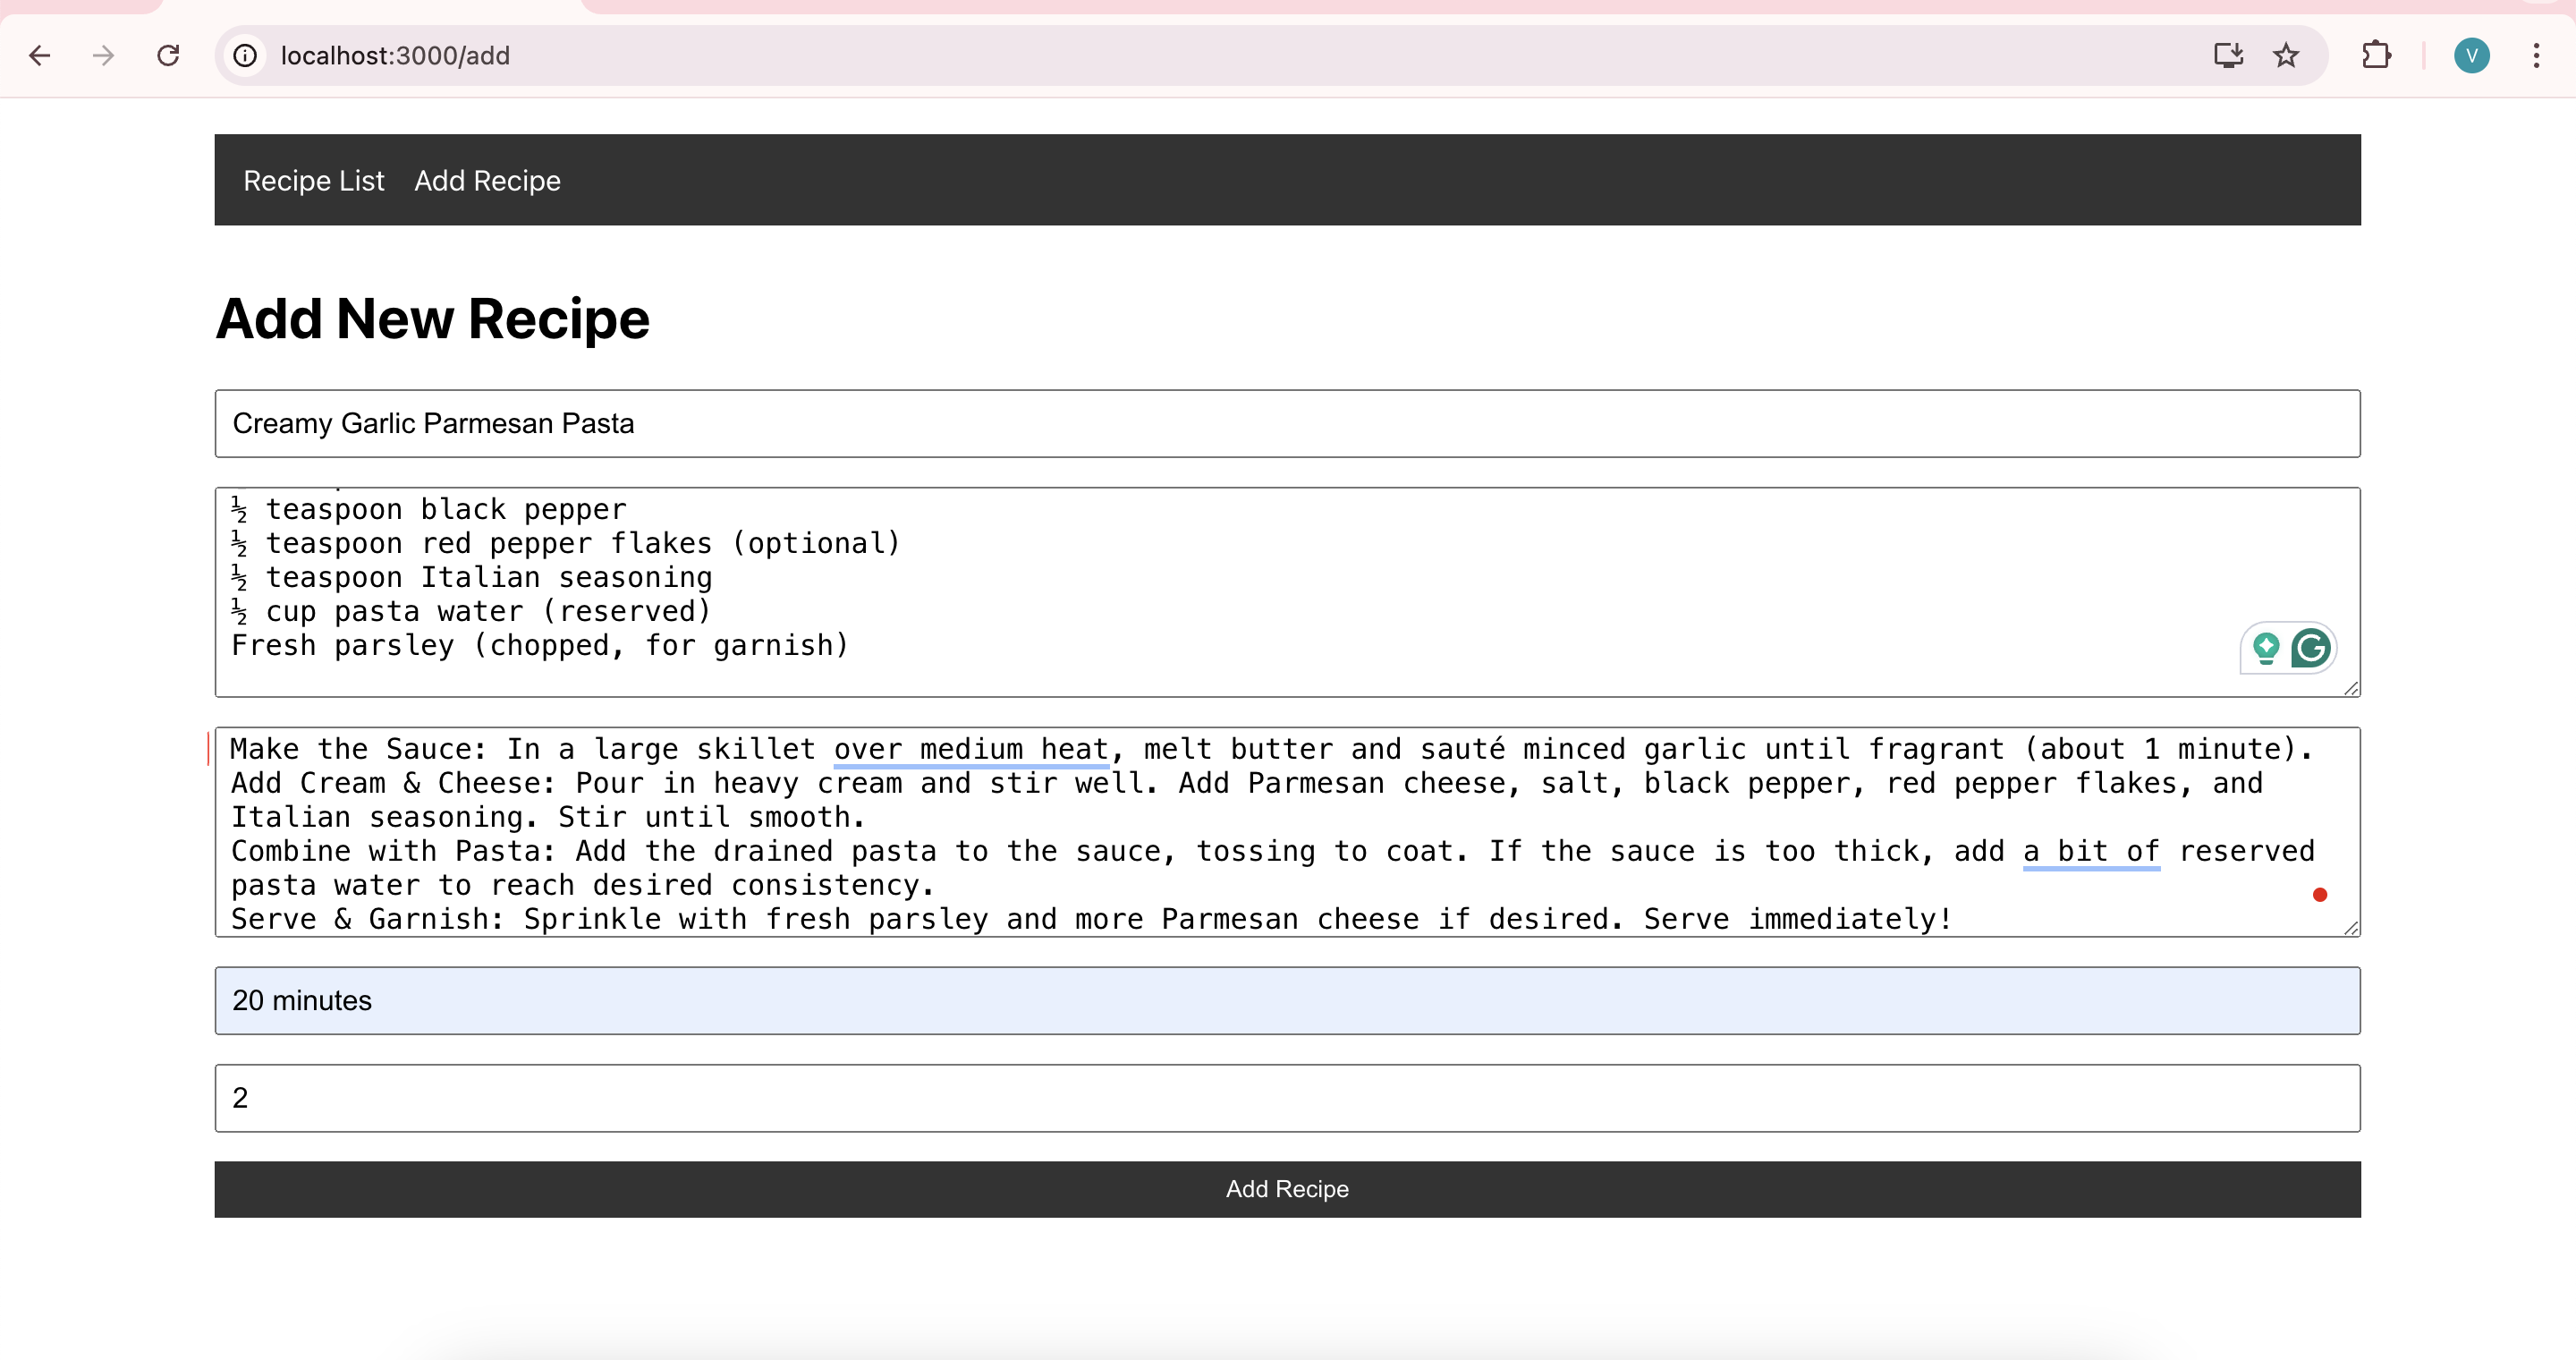 localhost:3000/add
V
Recipe List Add Recipe
Add New Recipe
Creamy Garlic Parmesan Pasta
½ teaspoon black pepper
½ teaspoon red pepper flakes (optional)
½ teaspoon Italian seasoning
½ cup pasta water (reserved)
Fresh parsley (chopped, for garnish)
G
Make the Sauce: In a large skillet over medium heat, melt butter and sauté minced garlic until fragrant (about 1 minute).
Add Cream & Cheese: Pour in heavy cream and stir well. Add Parmesan cheese, salt, black pepper, red pepper flakes, and
Italian seasoning. Stir until smooth.
Combine with Pasta: Add the drained pasta to the sauce, tossing to coat. If the sauce is too thick, add a bit of reserved
pasta water to reach desired consistency.
Serve & Garnish: Sprinkle with fresh parsley and more Parmesan cheese if desired. Serve immediately!
20 minutes
2
Add Recipe